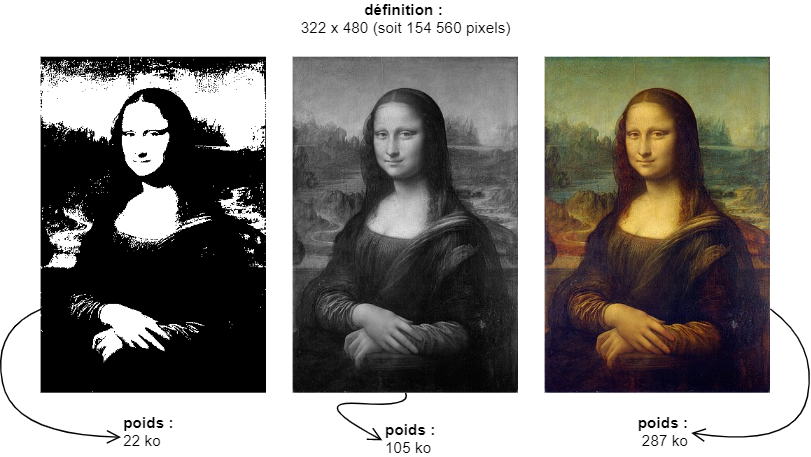 définition :
322 x 480 (soit 154 560 pixels)
poids :
22 ko
poids :
105 ko
poids :
287 ko